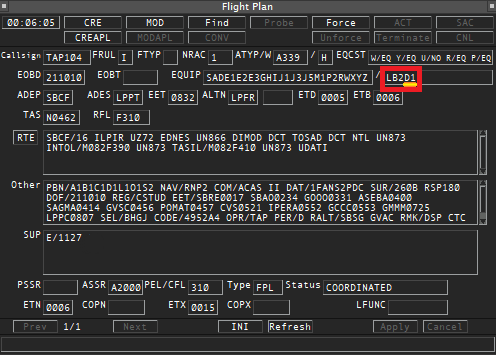 Flight Plan
00:06:05 CRE MOD Find Probe Force ACT SAC
CREAPL MODAPL CONV Unforce Terminate CNL
Callsign TAP104 FRUL I FTYP NRAC 1 ATYP/W A339 / H EQCST W/EQ Y/EQ U/NO R/EQ P/EQ
EOBD 211010 EOBT EQUIP SADE1E2E3GHIJ1J3J5M1P2RWXYZ / LB2D1
ADEP SBCF ADES LPPT EET 0832 ALTN LPFR ETD 0005 ETB 0006
TAS N0462 RFL F310
RTE SBCF/16 ILPIR UZ72 EDNES UN866 DIMOD DCT TOSAD DCT NTL UN873
INTOL/M082F390 UN873 TASIL/M082F410 UN873 UDATI
Other PBN/A1B1C1D1L1O1S2 NAV/RNP2 COM/ACAS II DAT/1FANS2PDC SUR/260B RSP180
DOF/211010 REG/CSTUD EET/SBRE0017 SBAO0234 GOOO0331 ASEBA0400
SAGMA0414 GVSC0456 POMAT0457 CVS0521 IPERA0552 GCCC0553 GMMM0725
LPPC0807 SEL/BHGJ CODE/4952A4 OPR/TAP PER/D RALT/SBSG GVAC RMK/DSP CTC
SUP E/1127
PSSR ASSR A2000 PEL/CFL 310 Type FPL Status COORDINATED
ETN 0006 COPN ETX 0015 COPX LFUNC
Prev 1/1 Next INI Refresh Apply Cancel